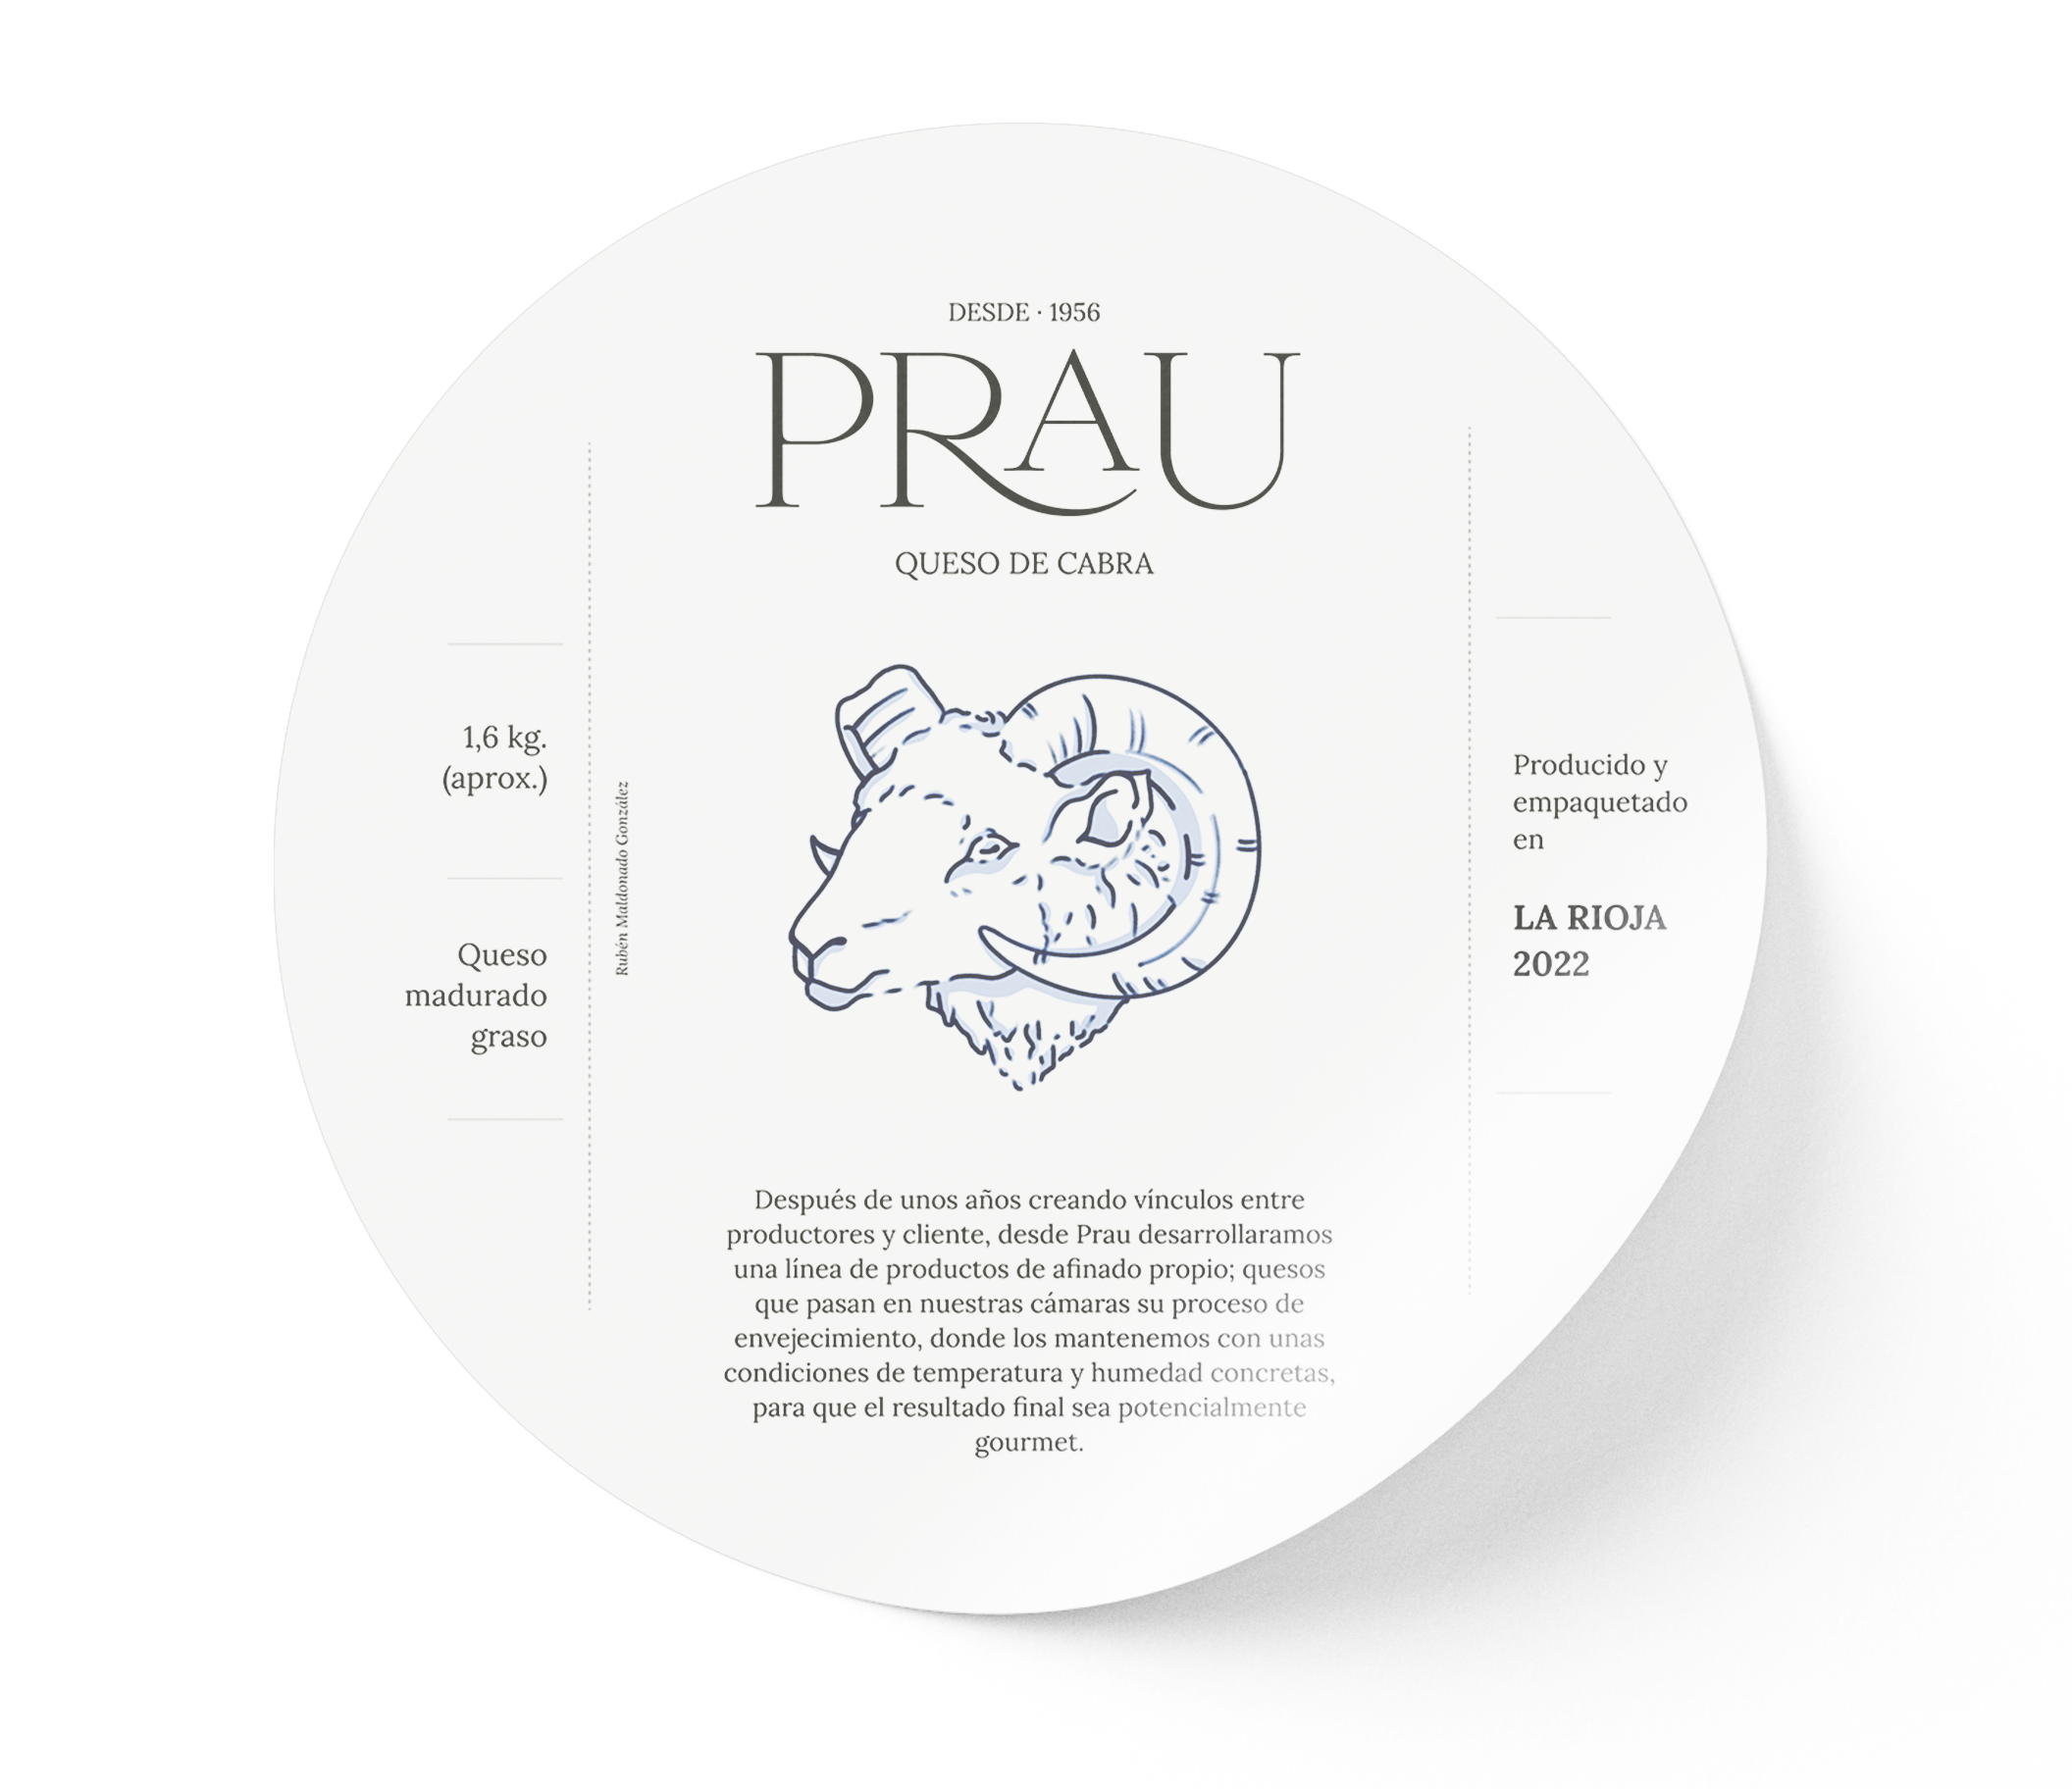 DESDE · 1956
PRAU
QUESO DE CABRA
1,6 kg.
(aprox.)
Queso
madurado
graso
Rubén Maldonado González
Producido y
empaquetado
en
LA RIOJA
2022
Después de unos años creando vínculos entre
productores y cliente, desde Prau desarrollaramos
una línea de productos de afinado propio; quesos
que pasan en nuestras cámaras su proceso de
envejecimiento, donde los mantenemos con unas
condiciones de temperatura y humedad concretas,
para que el resultado final sea potencialmente
gourmet.